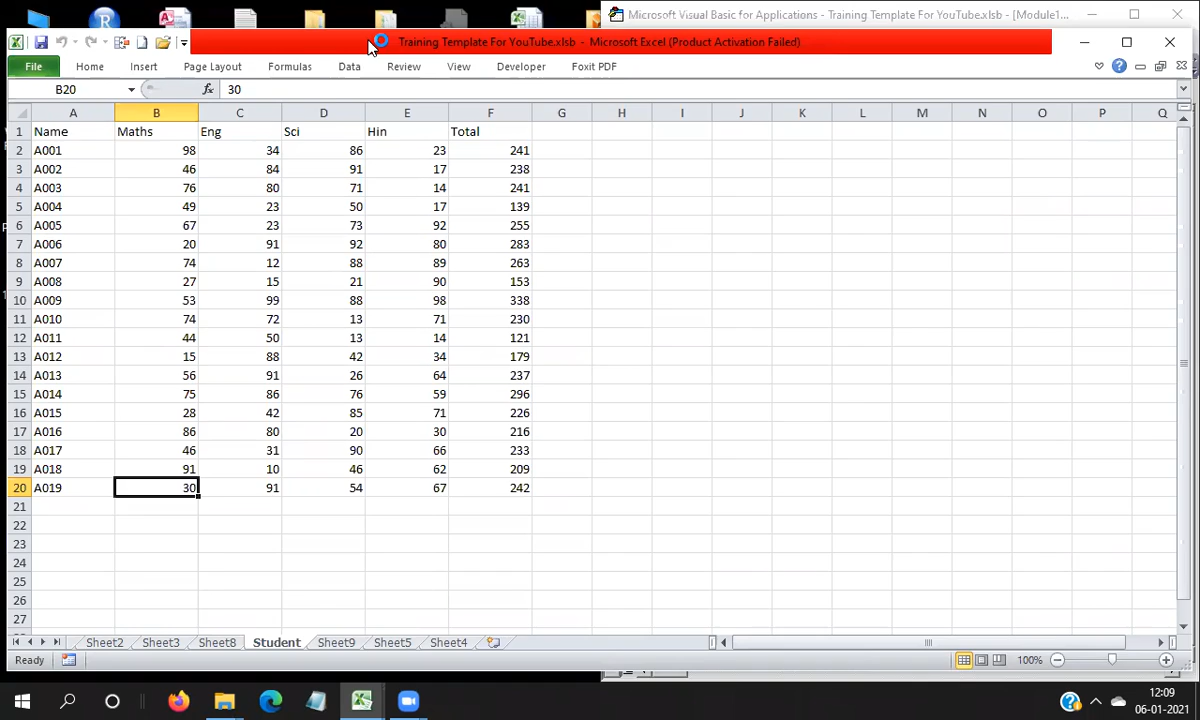 Microsoft Visual Basic for Applications - Training Template For YouTube.xlsb - [Module1...
Training Template For YouTube.xlsb - Microsoft Excel (Product Activation Failed)
File Home Insert Page Layout Formulas Data Review View Developer Foxit PDF
B20 fx 30
A B C D E F G H I J K L M N O P Q
1 Name Maths Eng Sci Hin Total
2 A001 98 34 86 23 241
3 A002 46 84 91 17 238
4 A003 76 80 71 14 241
5 A004 49 23 50 17 139
6 A005 67 23 73 92 255
7 A006 20 91 92 80 283
8 A007 74 12 88 89 263
9 A008 27 15 21 90 153
10 A009 53 99 88 98 338
11 A010 74 72 13 71 230
12 A011 44 50 13 14 121
13 A012 15 88 42 34 179
14 A013 56 91 26 64 237
15 A014 75 86 76 59 296
16 A015 28 42 85 71 226
17 A016 86 80 20 30 216
18 A017 46 31 90 66 233
19 A018 91 10 46 62 209
20 A019 30 91 54 67 242
21
22
23
24
25
26
27
Sheet2 Sheet3 Sheet8 Student Sheet9 Sheet5 Sheet4
Ready 100%
12:09
06-01-2021